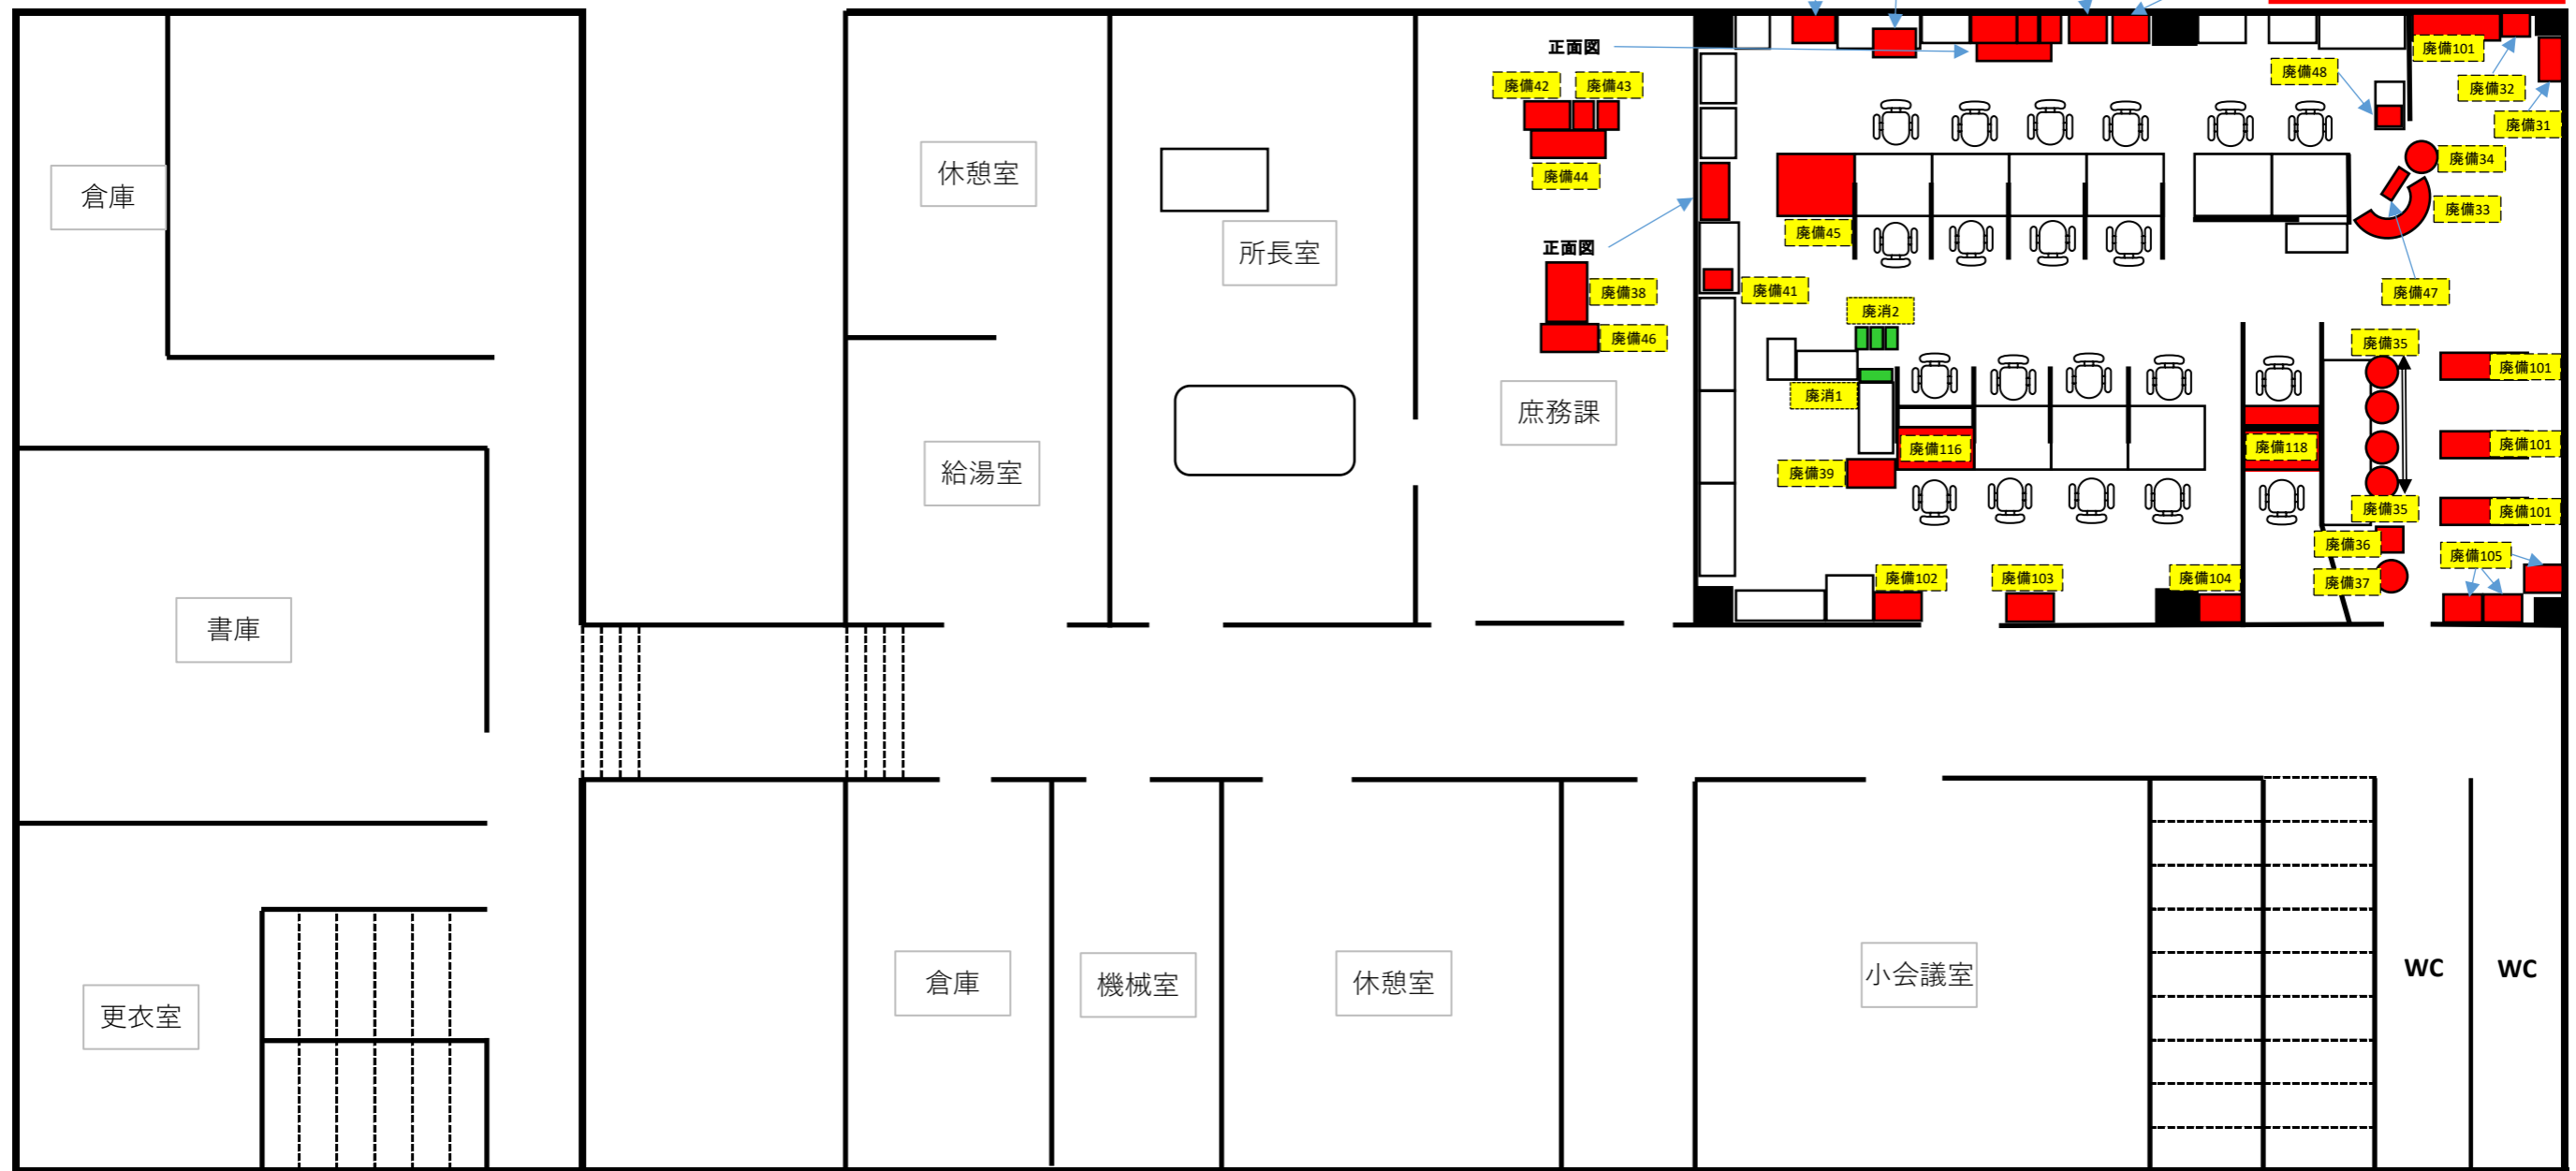 正面図
廃備101
廃備48
廃備42
廃備43
廃備32
廃備31
廃備34
倉庫
休憩室
廃備44
廃備33
廃備45
所長室
正面図
廃備38
廃備41
廃備47
廃消2
廃備46
廃備35
廃備101
廃消1
庶務課
廃備116
廃備118
廃備101
給湯室
廃備39
廃備35
廃備101
廃備36
廃備105
廃備102
廃備103
廃備104
廃備37
書庫
倉庫
機械室
休憩室
小会議室
WC
WC
更衣室